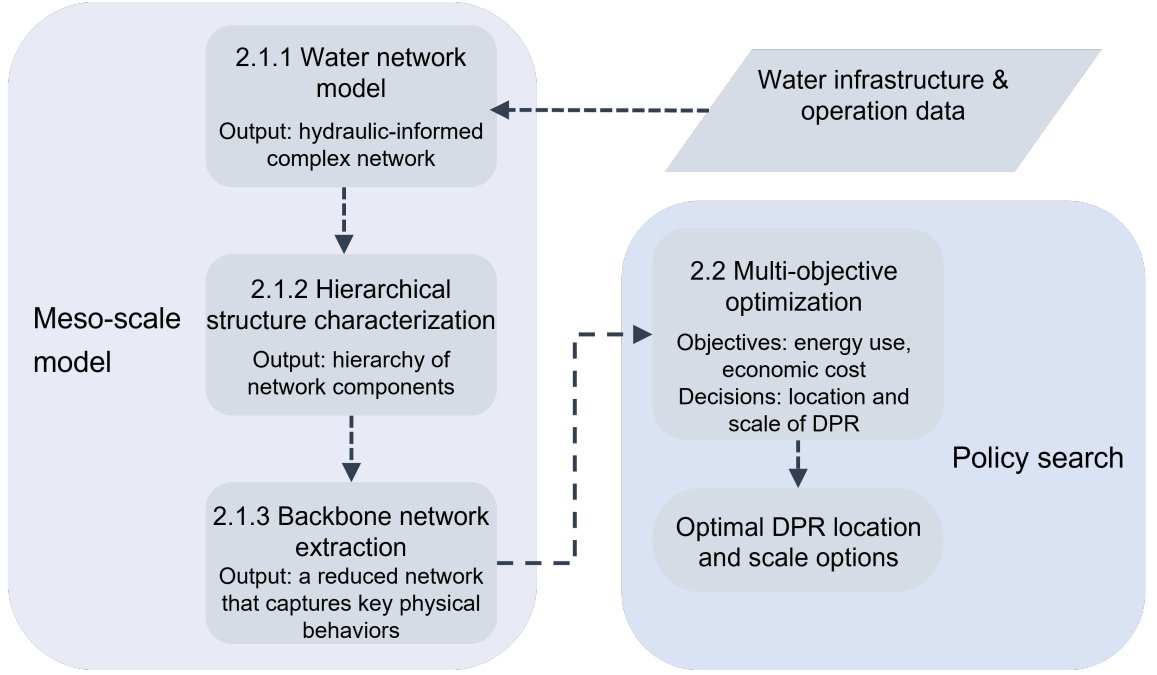 2.1.1 Water network
model
Output: hydraulic-informed
complex network
Water infrastructure &
operation data
Meso-scale
model
2.1.2 Hierarchical
structure characterization
Output: hierarchy of
network components
2.1.3 Backbone network
extraction
Output: a reduced network
that captures key physical
behaviors
2.2 Multi-objective
optimization
Objectives: energy use,
economic cost
Decisions: location and
scale of DPR
Policy search
Optimal DPR location
and scale options